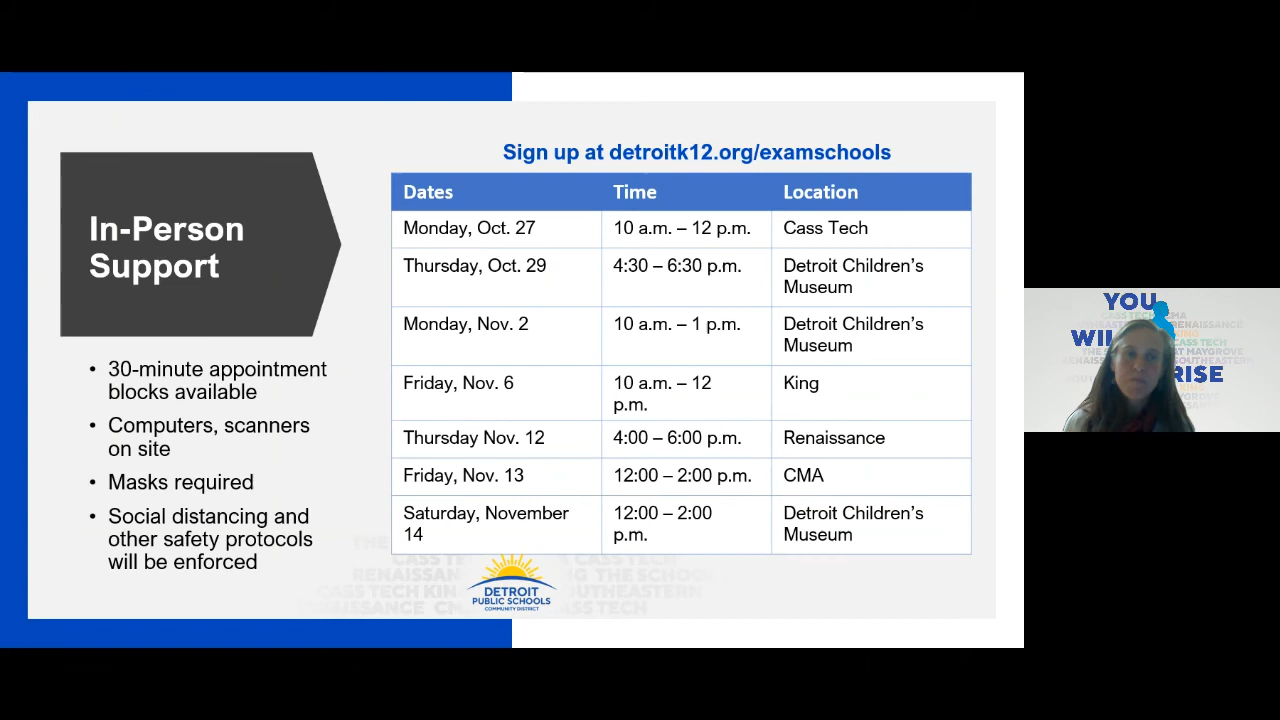 Sign up at detroitk12.org/examschools
In-Person
Support
• 30-minute appointment
blocks available
• Computers, scanners
on site
• Masks required
• Social distancing and
other safety protocols
will be enforced
Dates Time Location
Monday, Oct. 27 10 a.m. – 12 p.m. Cass Tech
Thursday, Oct. 29 4:30 – 6:30 p.m. Detroit Children's
Museum
Monday, Nov. 2 10 a.m. – 1 p.m. Detroit Children's
Museum
Friday, Nov. 6 10 a.m. – 12 King
p.m.
Thursday Nov. 12 4:00 – 6:00 p.m. Renaissance
Friday, Nov. 13 12:00 – 2:00 p.m. CMA
Saturday, November 12:00 – 2:00 Detroit Children's
14 p.m. Museum
DETROIT
PUBLIC SCHOOLS
COMMUNITY DISTRICT
YOU
WI
RISE
CASS TECH
RENAISSANCE
SOUTHEASTERN